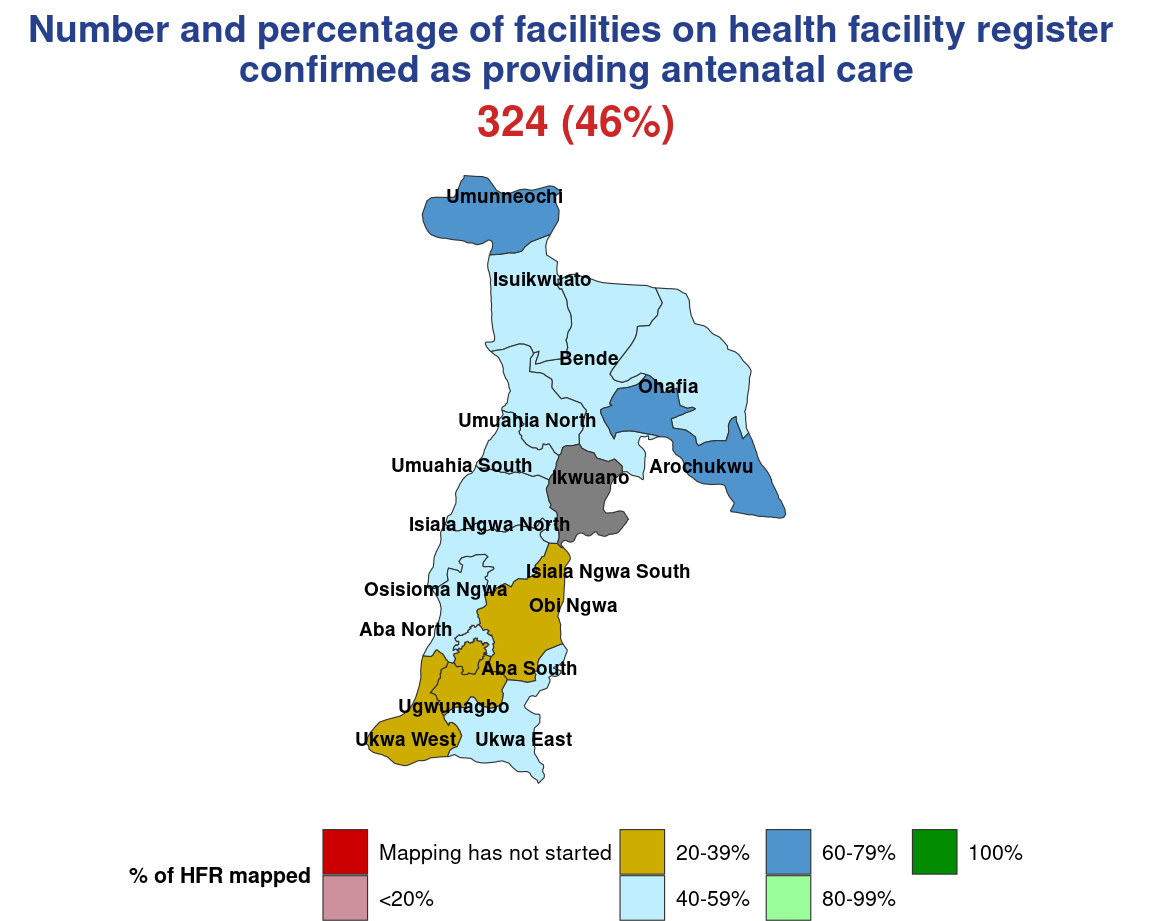 Number and percentage of facilities on health facility register
confirmed as providing antenatal care
324 (46%)
Umunneochi
Isuikwuato
Bende
Ohafia
Umuahia North
Umuahia South
Arochukwu
Ikwuano
Isiala Ngwa North
Isiala Ngwa South
Osisioma Ngwa
Obi Ngwa
Aba North
Aba South
Ugwunagbo
Ukwa West
Ukwa East
% of HFR mapped
Mapping has not started
<20%
20-39%
40-59%
60-79%
80-99%
100%